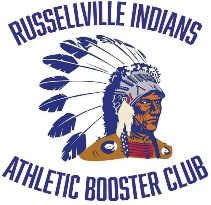 RUSSELLVILLE INDIANS
ATHLETIC BOOSTER CLUB